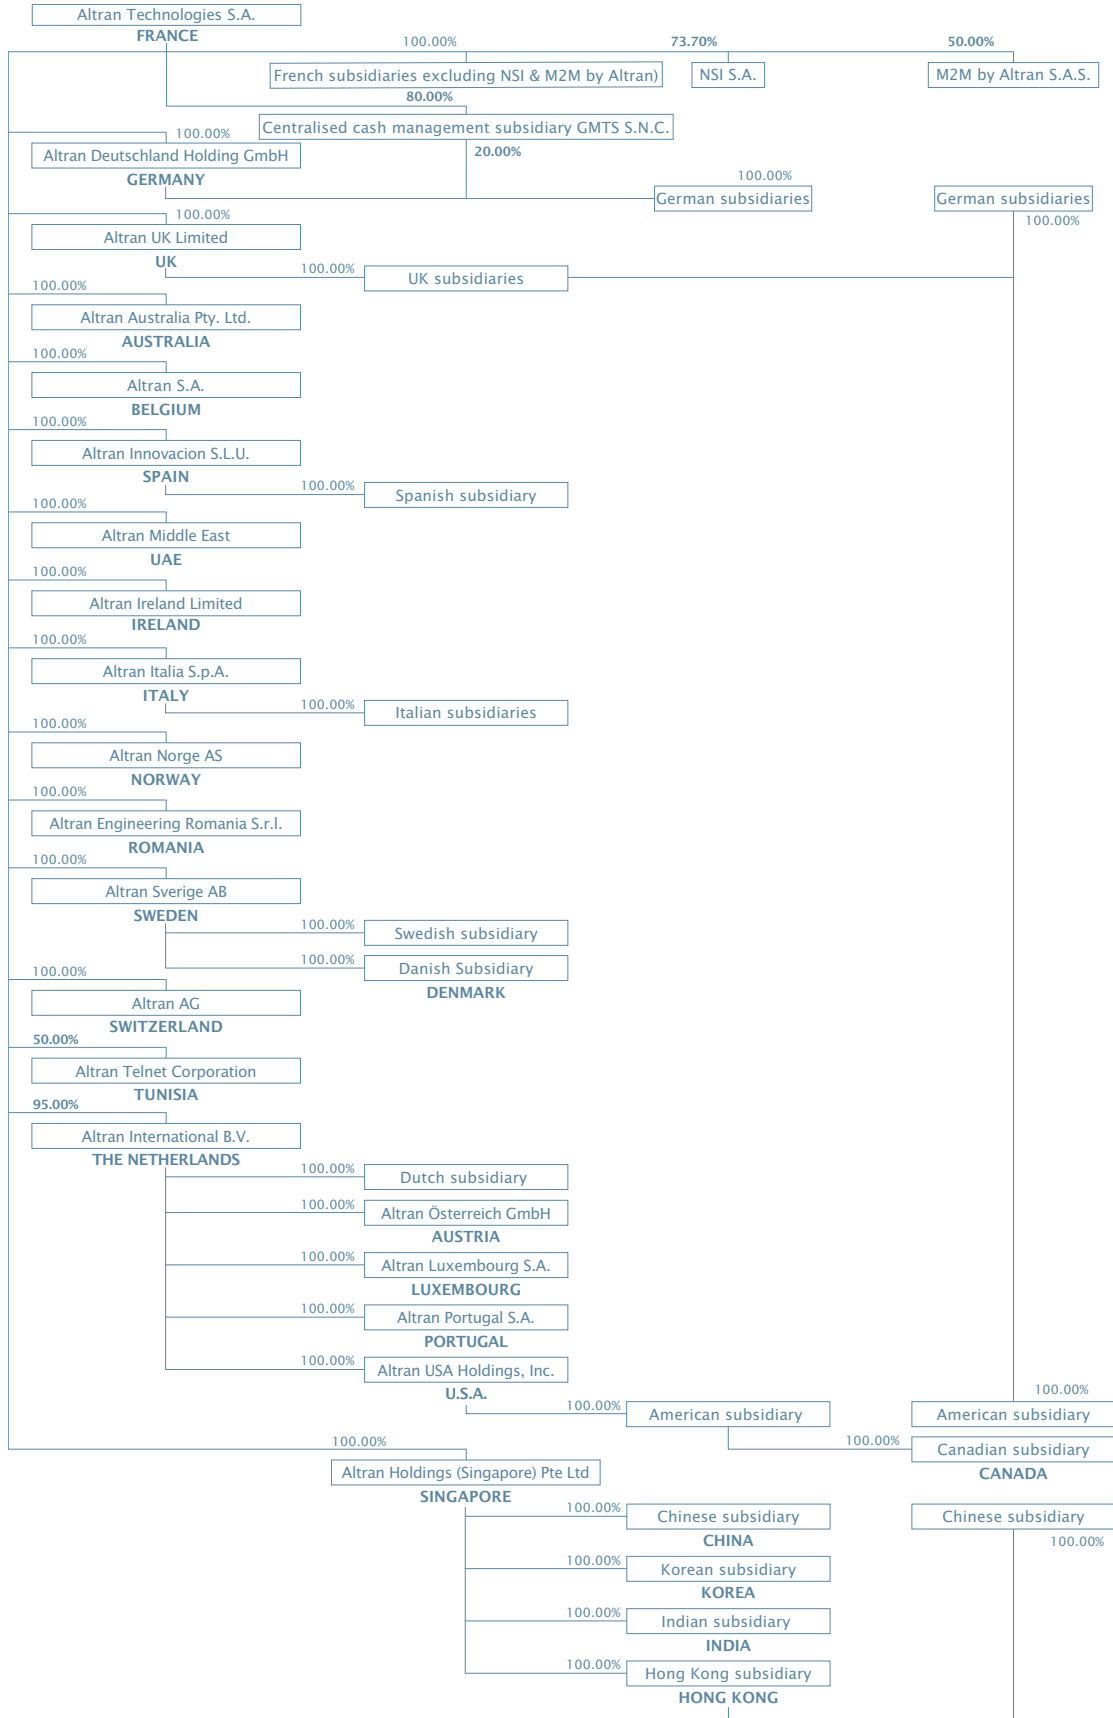 Altran Technologies S.A.
FRANCE
100.00%
73.70%
50.00%
French subsidiaries excluding NSI & M2M by Altran)
NSI S.A.
M2M by Altran S.A.S.
80.00%
Centralised cash management subsidiary GMTS S.N.C.
20.00%
100.00%
Altran Deutschland Holding GmbH
GERMANY
100.00%
German subsidiaries
German subsidiaries
100.00%
100.00%
Altran UK Limited
UK
100.00%
UK subsidiaries
100.00%
Altran Australia Pty. Ltd.
AUSTRALIA
100.00%
Altran S.A.
BELGIUM
100.00%
Altran Innovacion S.L.U.
SPAIN
100.00%
Spanish subsidiary
100.00%
Altran Middle East
UAE
100.00%
Altran Ireland Limited
IRELAND
100.00%
Altran Italia S.p.A.
ITALY
100.00%
Italian subsidiaries
100.00%
Altran Norge AS
NORWAY
100.00%
Altran Engineering Romania S.r.l.
ROMANIA
100.00%
Altran Sverige AB
SWEDEN
100.00%
Swedish subsidiary
100.00%
Danish Subsidiary
DENMARK
100.00%
Altran AG
SWITZERLAND
50.00%
Altran Telnet Corporation
TUNISIA
95.00%
Altran International B.V.
THE NETHERLANDS
100.00%
Dutch subsidiary
100.00%
Altran Österreich GmbH
AUSTRIA
100.00%
Altran Luxembourg S.A.
LUXEMBOURG
100.00%
Altran Portugal S.A.
PORTUGAL
100.00%
Altran USA Holdings, Inc.
U.S.A.
100.00%
American subsidiary
100.00%
American subsidiary
100.00%
Canadian subsidiary
CANADA
100.00%
Altran Holdings (Singapore) Pte Ltd
SINGAPORE
100.00%
Chinese subsidiary
CHINA
Chinese subsidiary
100.00%
100.00%
Korean subsidiary
KOREA
100.00%
Indian subsidiary
INDIA
100.00%
Hong Kong subsidiary
HONG KONG